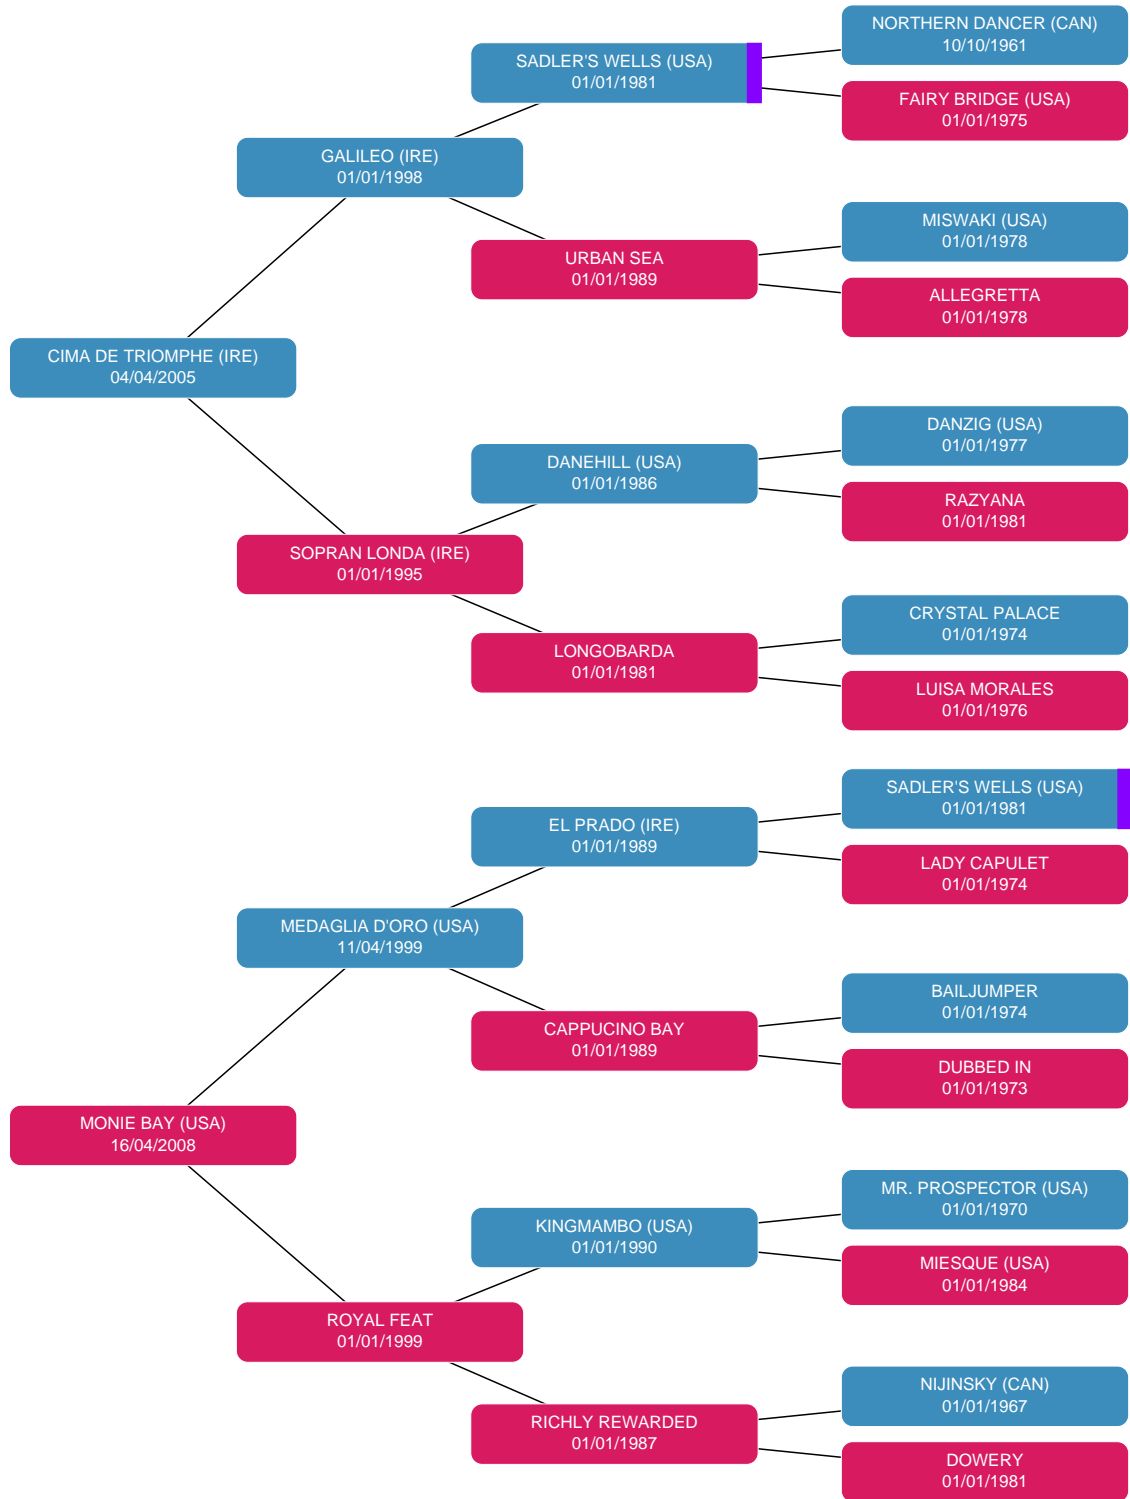 NORTHERN DANCER (CAN)
10/10/1961
SADLER'S WELLS (USA)
01/01/1981
FAIRY BRIDGE (USA)
01/01/1975
GALILEO (IRE)
01/01/1998
MISWAKI (USA)
01/01/1978
URBAN SEA
01/01/1989
ALLEGRETTA
01/01/1978
CIMA DE TRIOMPHE (IRE)
04/04/2005
DANZIG (USA)
01/01/1977
DANEHILL (USA)
01/01/1986
RAZYANA
01/01/1981
SOPRAN LONDA (IRE)
01/01/1995
CRYSTAL PALACE
01/01/1974
LONGOBARDA
01/01/1981
LUISA MORALES
01/01/1976
SADLER'S WELLS (USA)
01/01/1981
EL PRADO (IRE)
01/01/1989
LADY CAPULET
01/01/1974
MEDAGLIA D'ORO (USA)
11/04/1999
BAILJUMPER
01/01/1974
CAPPUCINO BAY
01/01/1989
DUBBED IN
01/01/1973
MONIE BAY (USA)
16/04/2008
MR. PROSPECTOR (USA)
01/01/1970
KINGMAMBO (USA)
01/01/1990
MIESQUE (USA)
01/01/1984
ROYAL FEAT
01/01/1999
NIJINSKY (CAN)
01/01/1967
RICHLY REWARDED
01/01/1987
DOWERY
01/01/1981